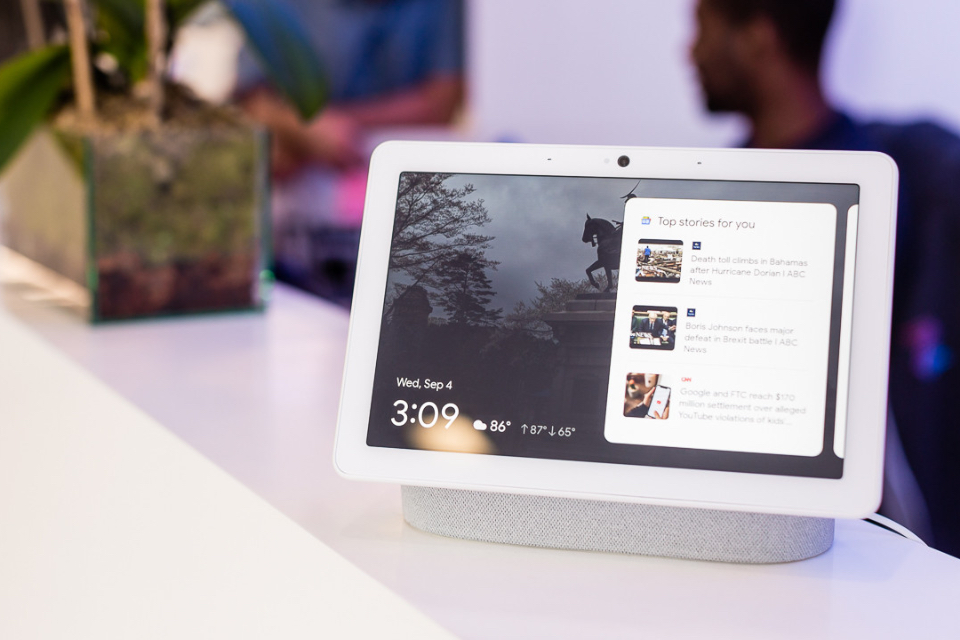 Top stories for you
Death toll climbs in Bahamas
after Hurricane Dorian | ABC
News
Boris Johnson faces major
defeat in Brexit battle | ABC
News
CNN
Google and FTC reach $170
million settlement over alleged
YouTube violations of kids'...
Wed, Sep 4
3:09 86° ↑87° ↓65°